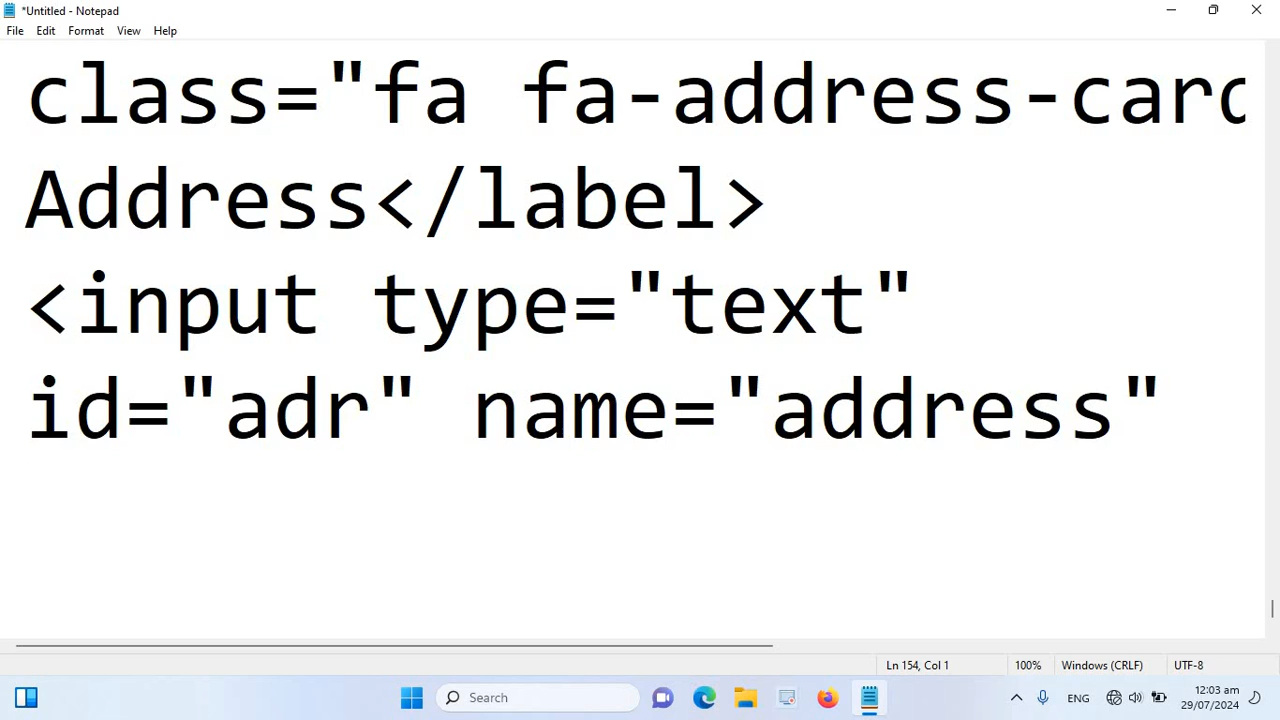 *Untitled - Notepad
File Edit Format View Help
class="fa fa-address-card
Address</label>
<input type="text"
id="adr" name="address"
Ln 154, Col 1 100% Windows (CRLF) UTF-8
Search ENG 12:03 am
29/07/2024